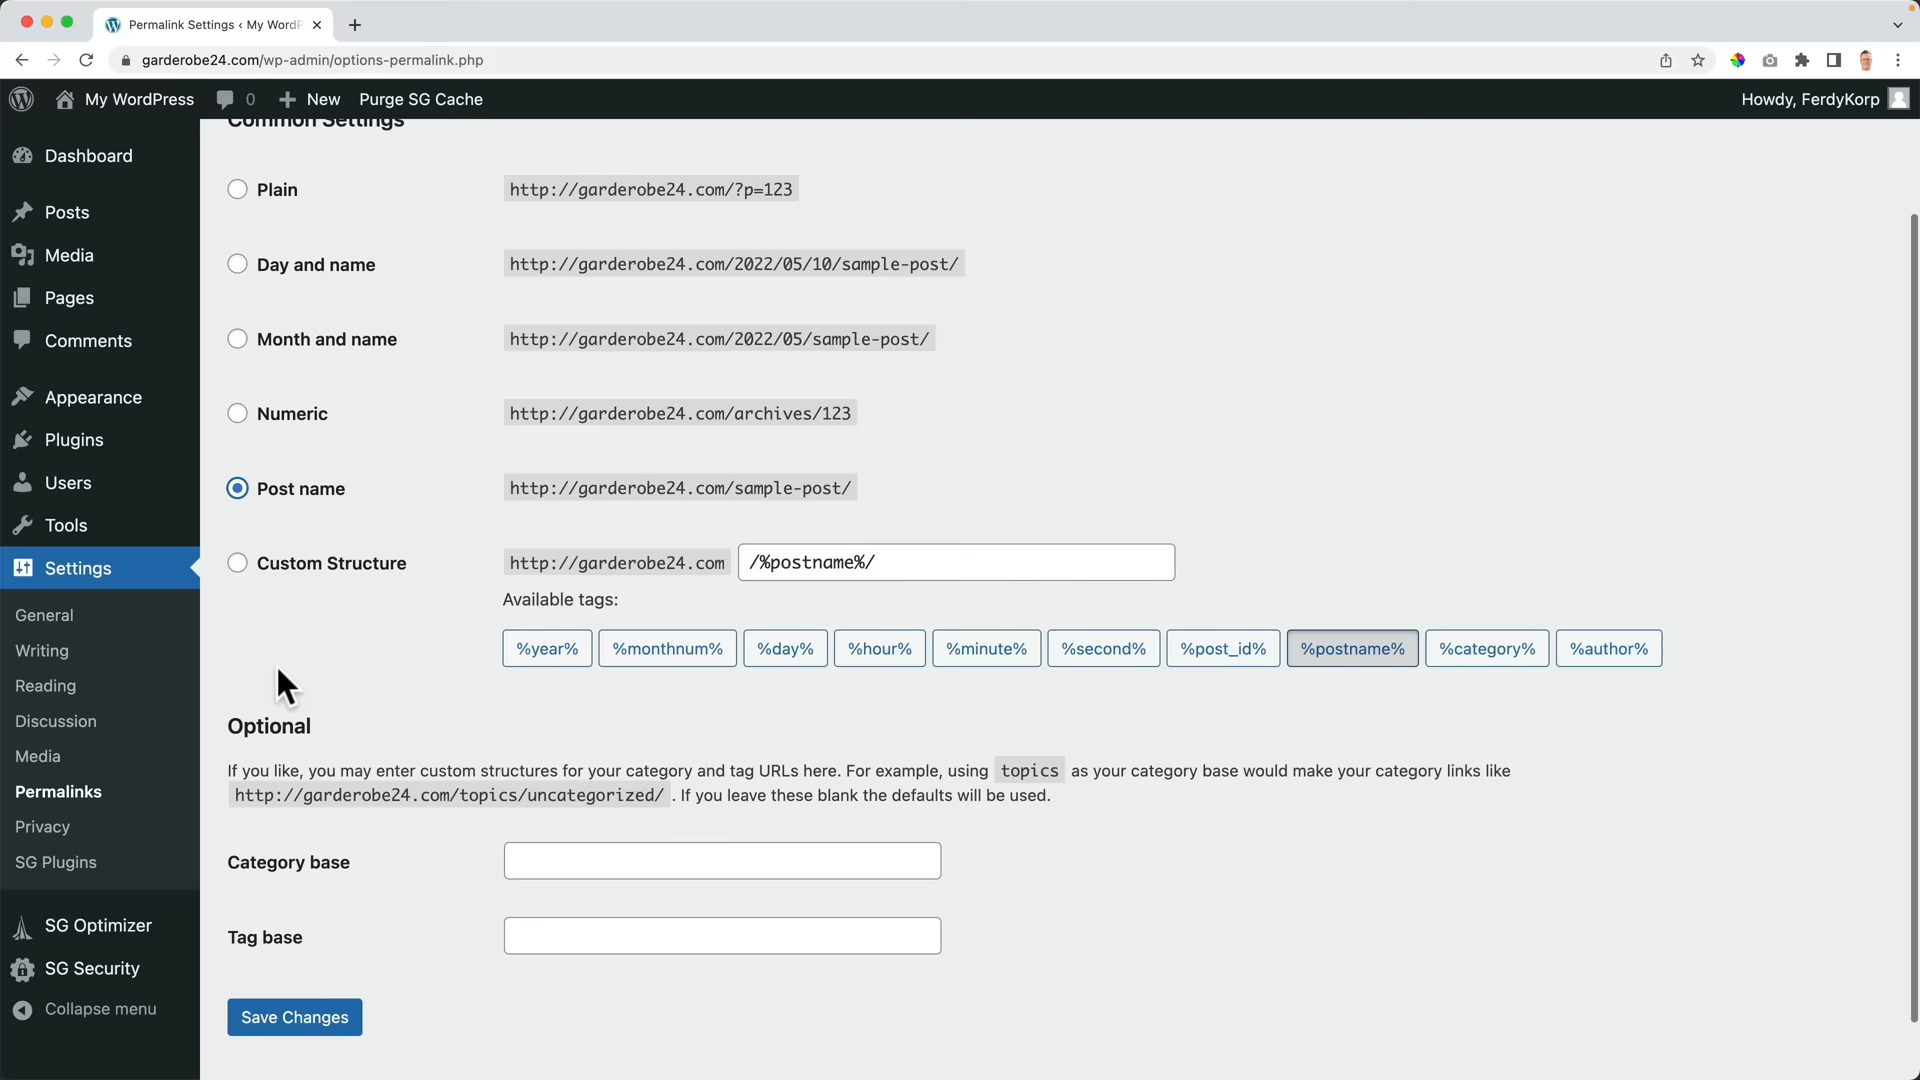 Permalink Settings ‹ My WordP
garderobe24.com/wp-admin/options-permalink.php
My WordPress 0 New Purge SG Cache Howdy, FerdyKorp
Common Settings
Dashboard
Posts
Media
Pages
Comments
Appearance
Plugins
Users
Tools
Settings
General
Writing
Reading
Discussion
Media
Permalinks
Privacy
SG Plugins
SG Optimizer
SG Security
Collapse menu
Plain http://garderobe24.com/?p=123
Day and name http://garderobe24.com/2022/05/10/sample-post/
Month and name http://garderobe24.com/2022/05/sample-post/
Numeric http://garderobe24.com/archives/123
Post name http://garderobe24.com/sample-post/
Custom Structure http://garderobe24.com /%postname%/
Available tags:
%year% %monthnum% %day% %hour% %minute% %second% %post_id% %postname% %category% %author%
Optional
If you like, you may enter custom structures for your category and tag URLs here. For example, using topics as your category base would make your category links like
http://garderobe24.com/topics/uncategorized/ . If you leave these blank the defaults will be used.
Category base
Tag base
Save Changes